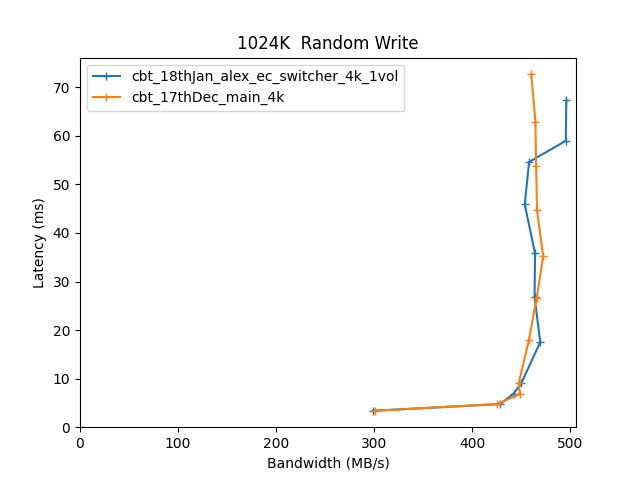 1024K  Random Write
cbt_18thJan_alex_ec_switcher_4k_1vol
cbt_17thDec_main_4k
Latency (ms)
70
60
50
40
30
20
10
0
0 100 200 300 400 500
Bandwidth (MB/s)